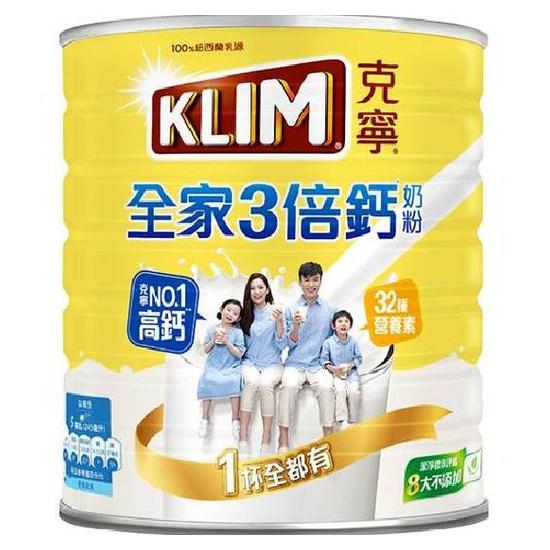 100%紐西蘭乳源
KLIM®
克寧®
全家3倍鈣*奶粉
克寧NO.1
高鈣**
32種
營養素
1杯全都有
8大不添加